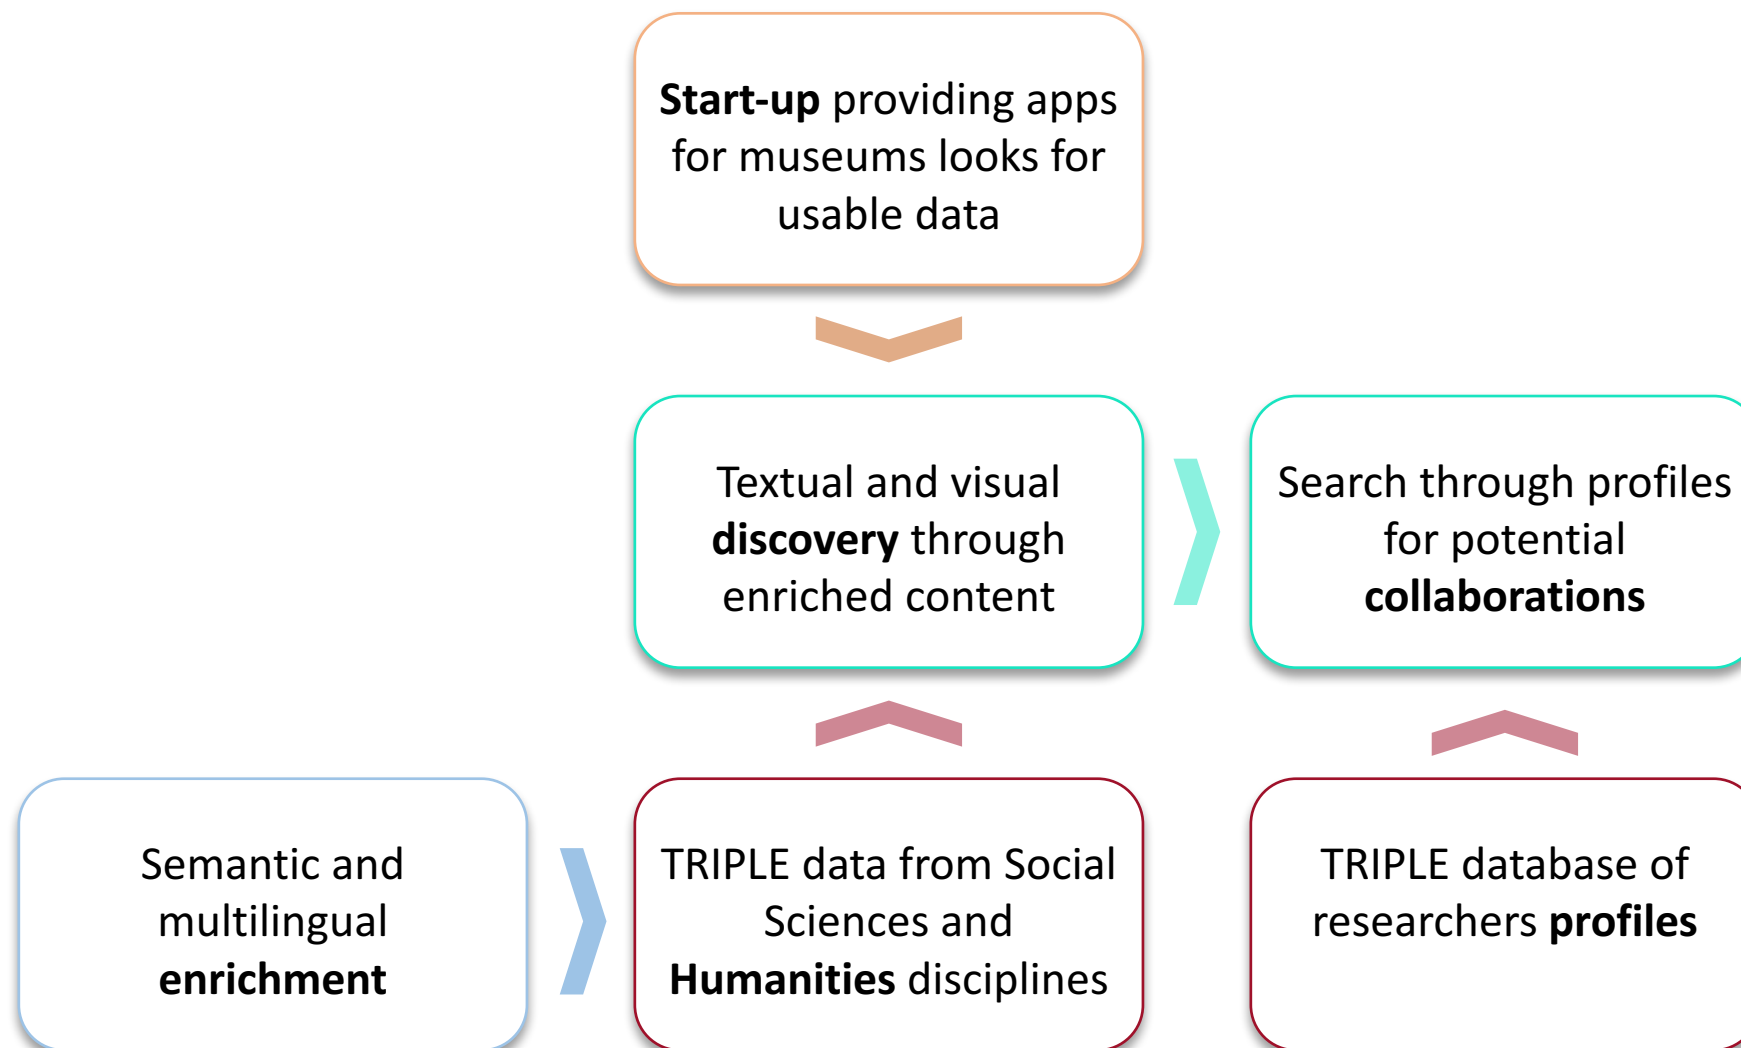 Start-up providing apps
for museums looks for
usable data
Textual and visual
discovery through
enriched content
Search through profiles
for potential
collaborations
Semantic and
multilingual
enrichment
TRIPLE data from Social
Sciences and
Humanities disciplines
TRIPLE database of
researchers profiles